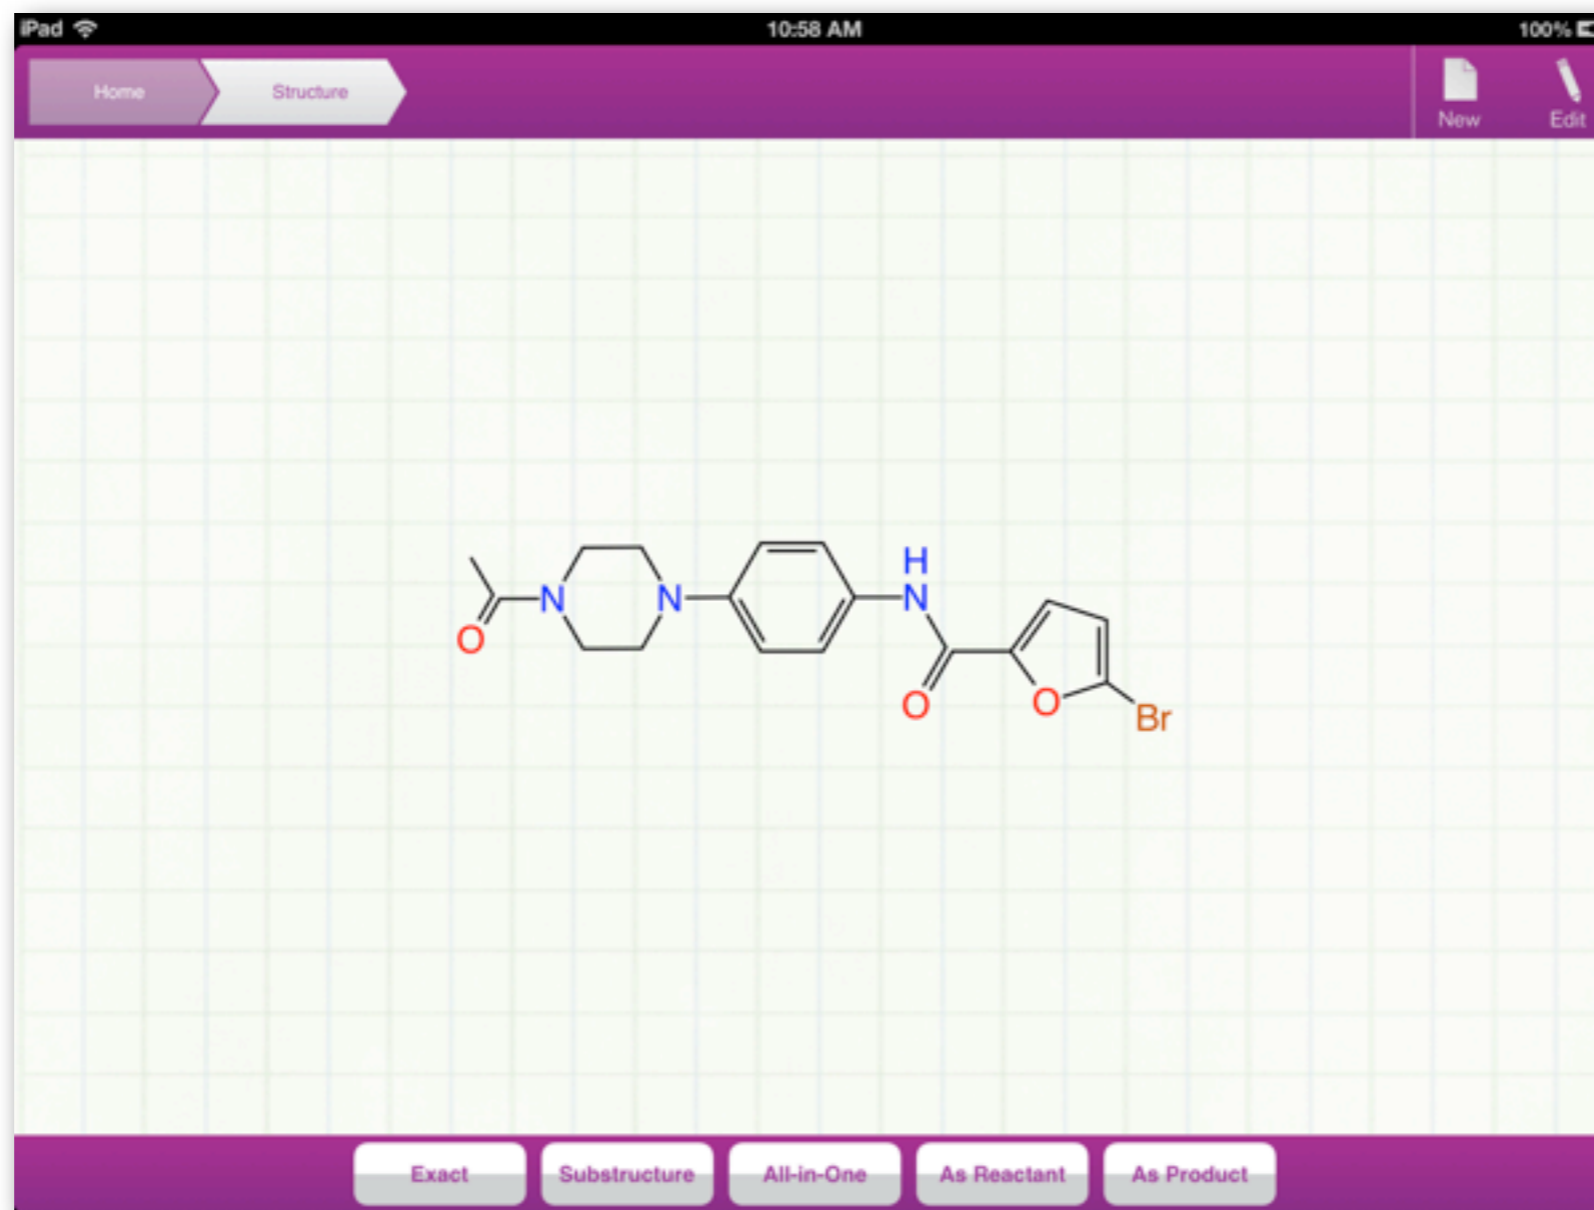 iPad 10:58 AM 100%
Home Structure New Edit
H
N N N
O O O Br
Exact Substructure All-in-One As Reactant As Product